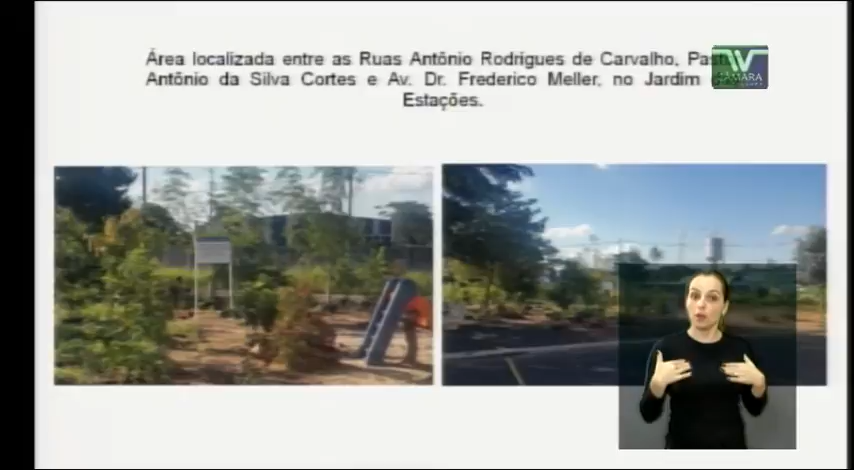 Área localizada entre as Ruas Antônio Rodrigues de Carvalho,
Antônio da Silva Cortes e Av. Dr. Frederico Meller, no Jardim
Estações.
CÂMARA